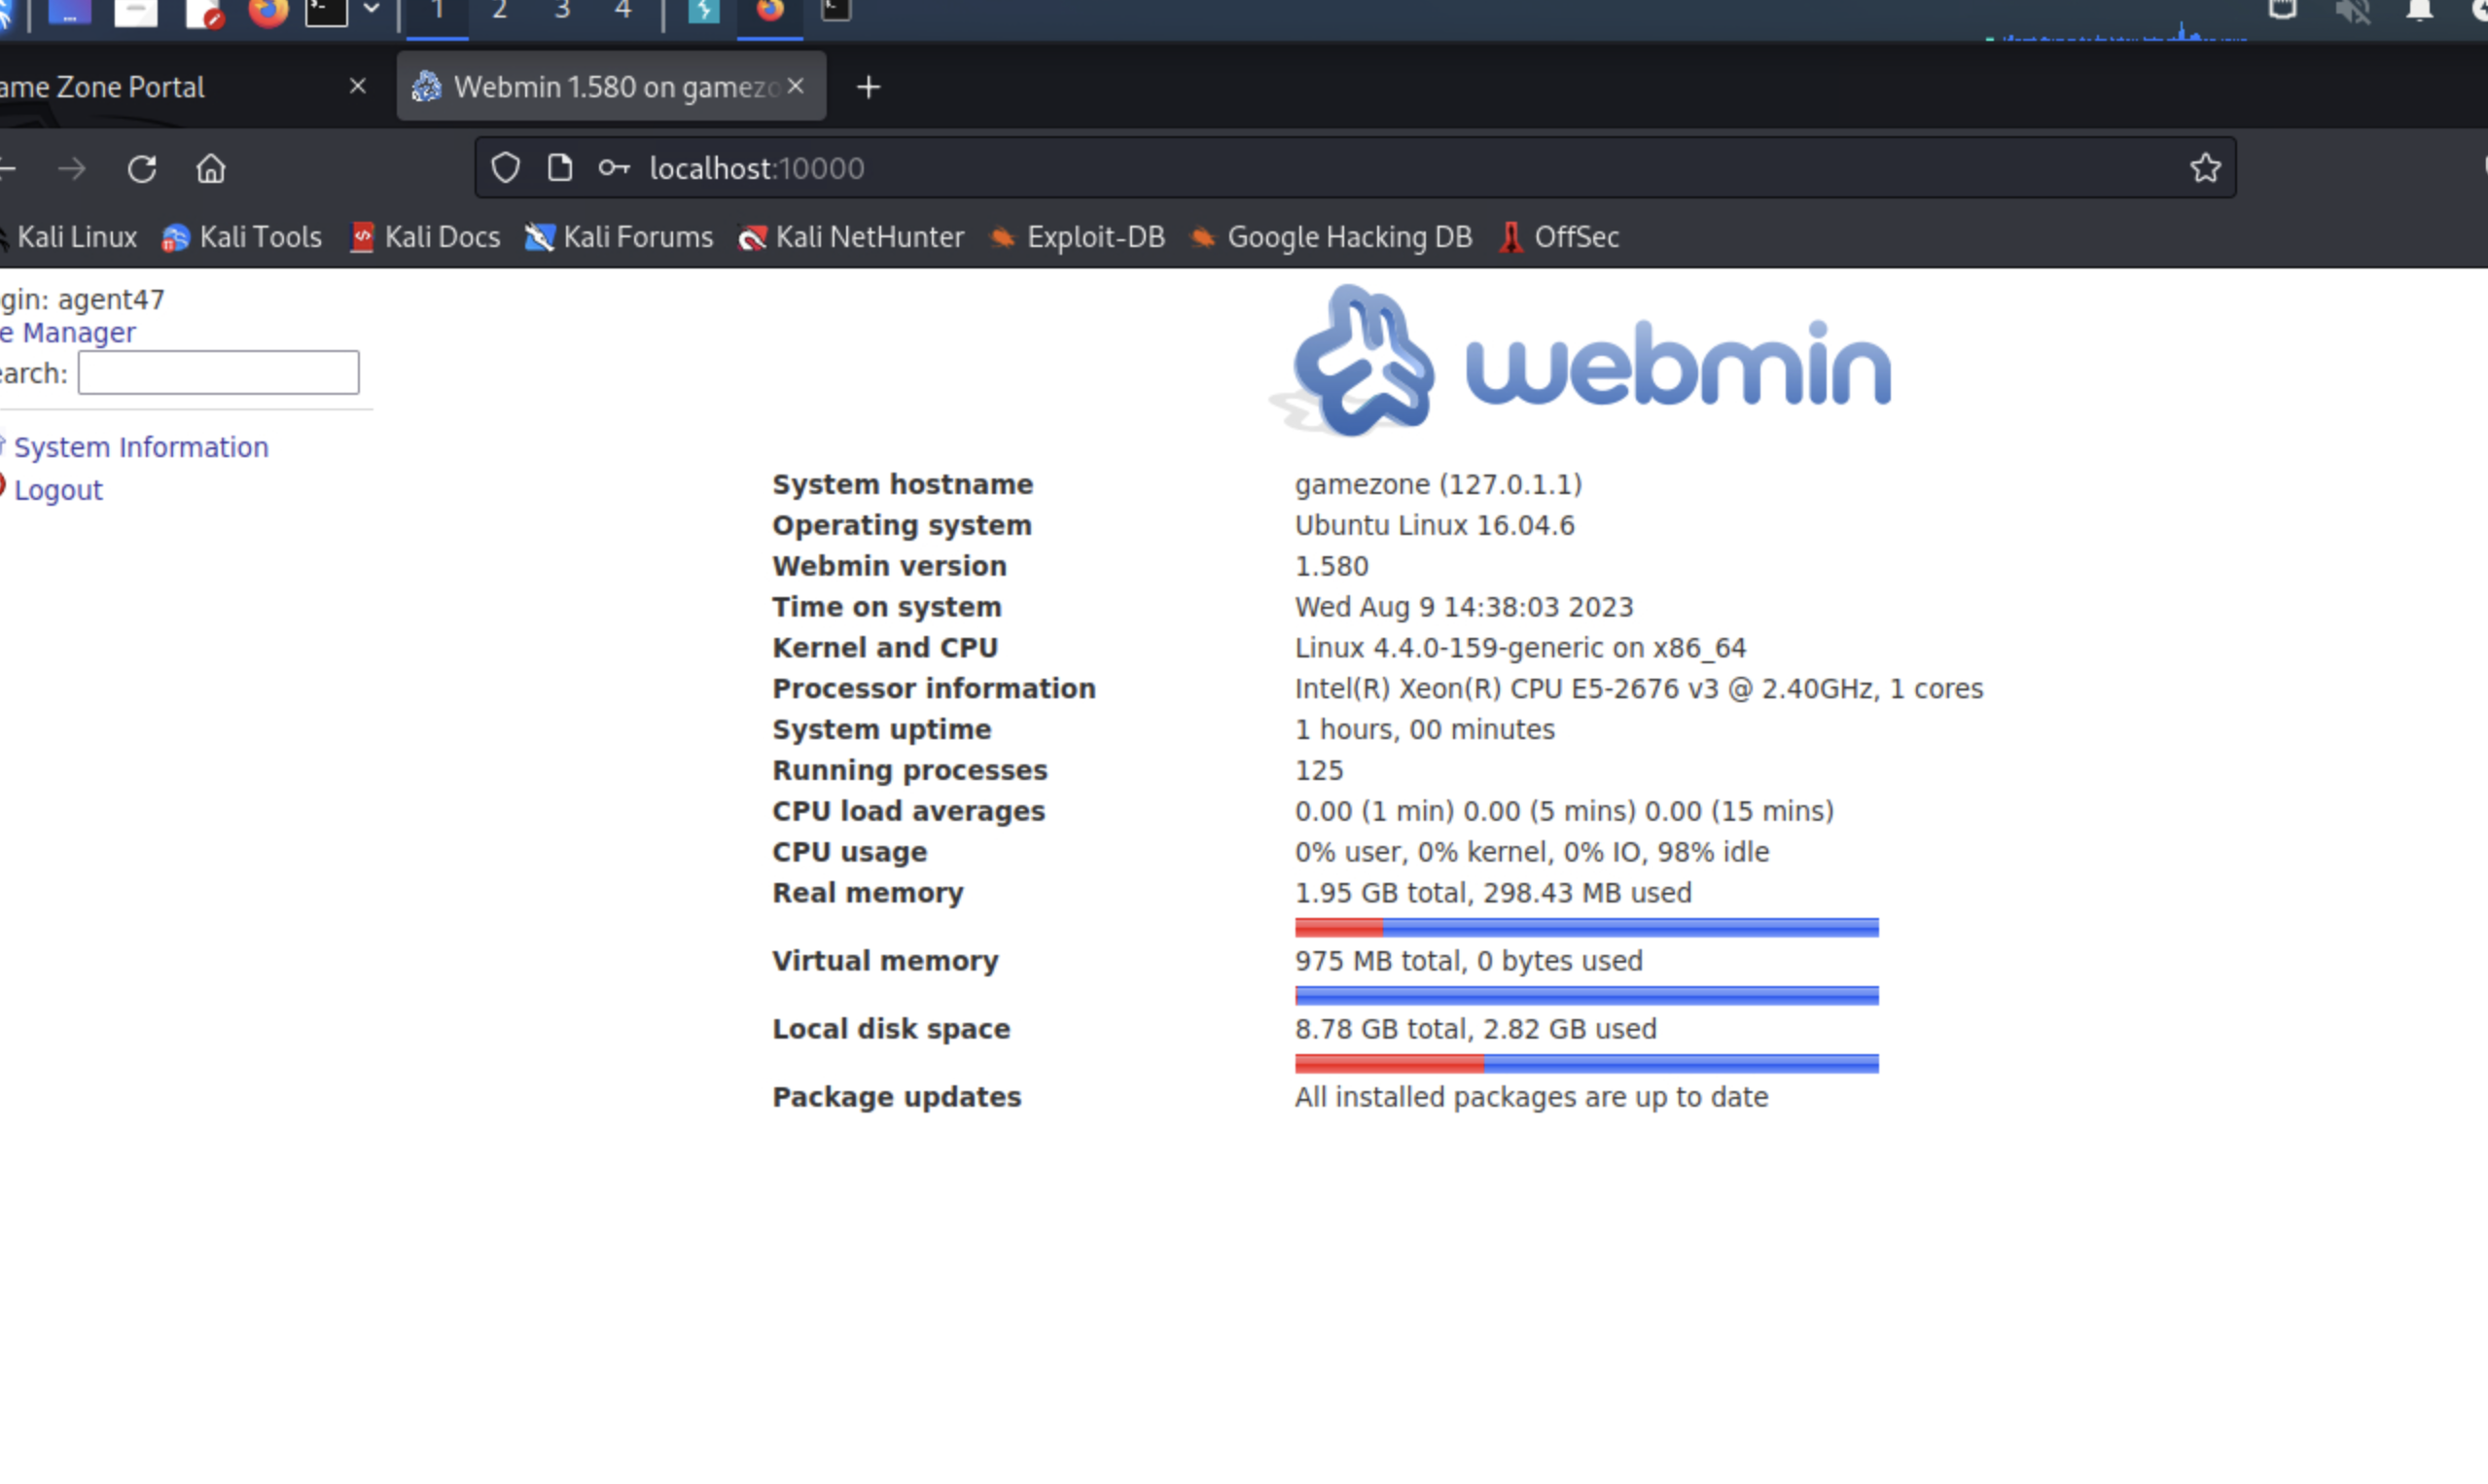 1 2 3 4
ame Zone Portal
Webmin 1.580 on gamezo
localhost:10000
Kali Linux Kali Tools Kali Docs Kali Forums Kali NetHunter Exploit-DB Google Hacking DB OffSec
gin: agent47
e Manager
earch:
System Information
Logout
webmin
System hostname gamezone (127.0.1.1)
Operating system Ubuntu Linux 16.04.6
Webmin version 1.580
Time on system Wed Aug 9 14:38:03 2023
Kernel and CPU Linux 4.4.0-159-generic on x86_64
Processor information Intel(R) Xeon(R) CPU E5-2676 v3 @ 2.40GHz, 1 cores
System uptime 1 hours, 00 minutes
Running processes 125
CPU load averages 0.00 (1 min) 0.00 (5 mins) 0.00 (15 mins)
CPU usage 0% user, 0% kernel, 0% IO, 98% idle
Real memory 1.95 GB total, 298.43 MB used
Virtual memory 975 MB total, 0 bytes used
Local disk space 8.78 GB total, 2.82 GB used
Package updates All installed packages are up to date